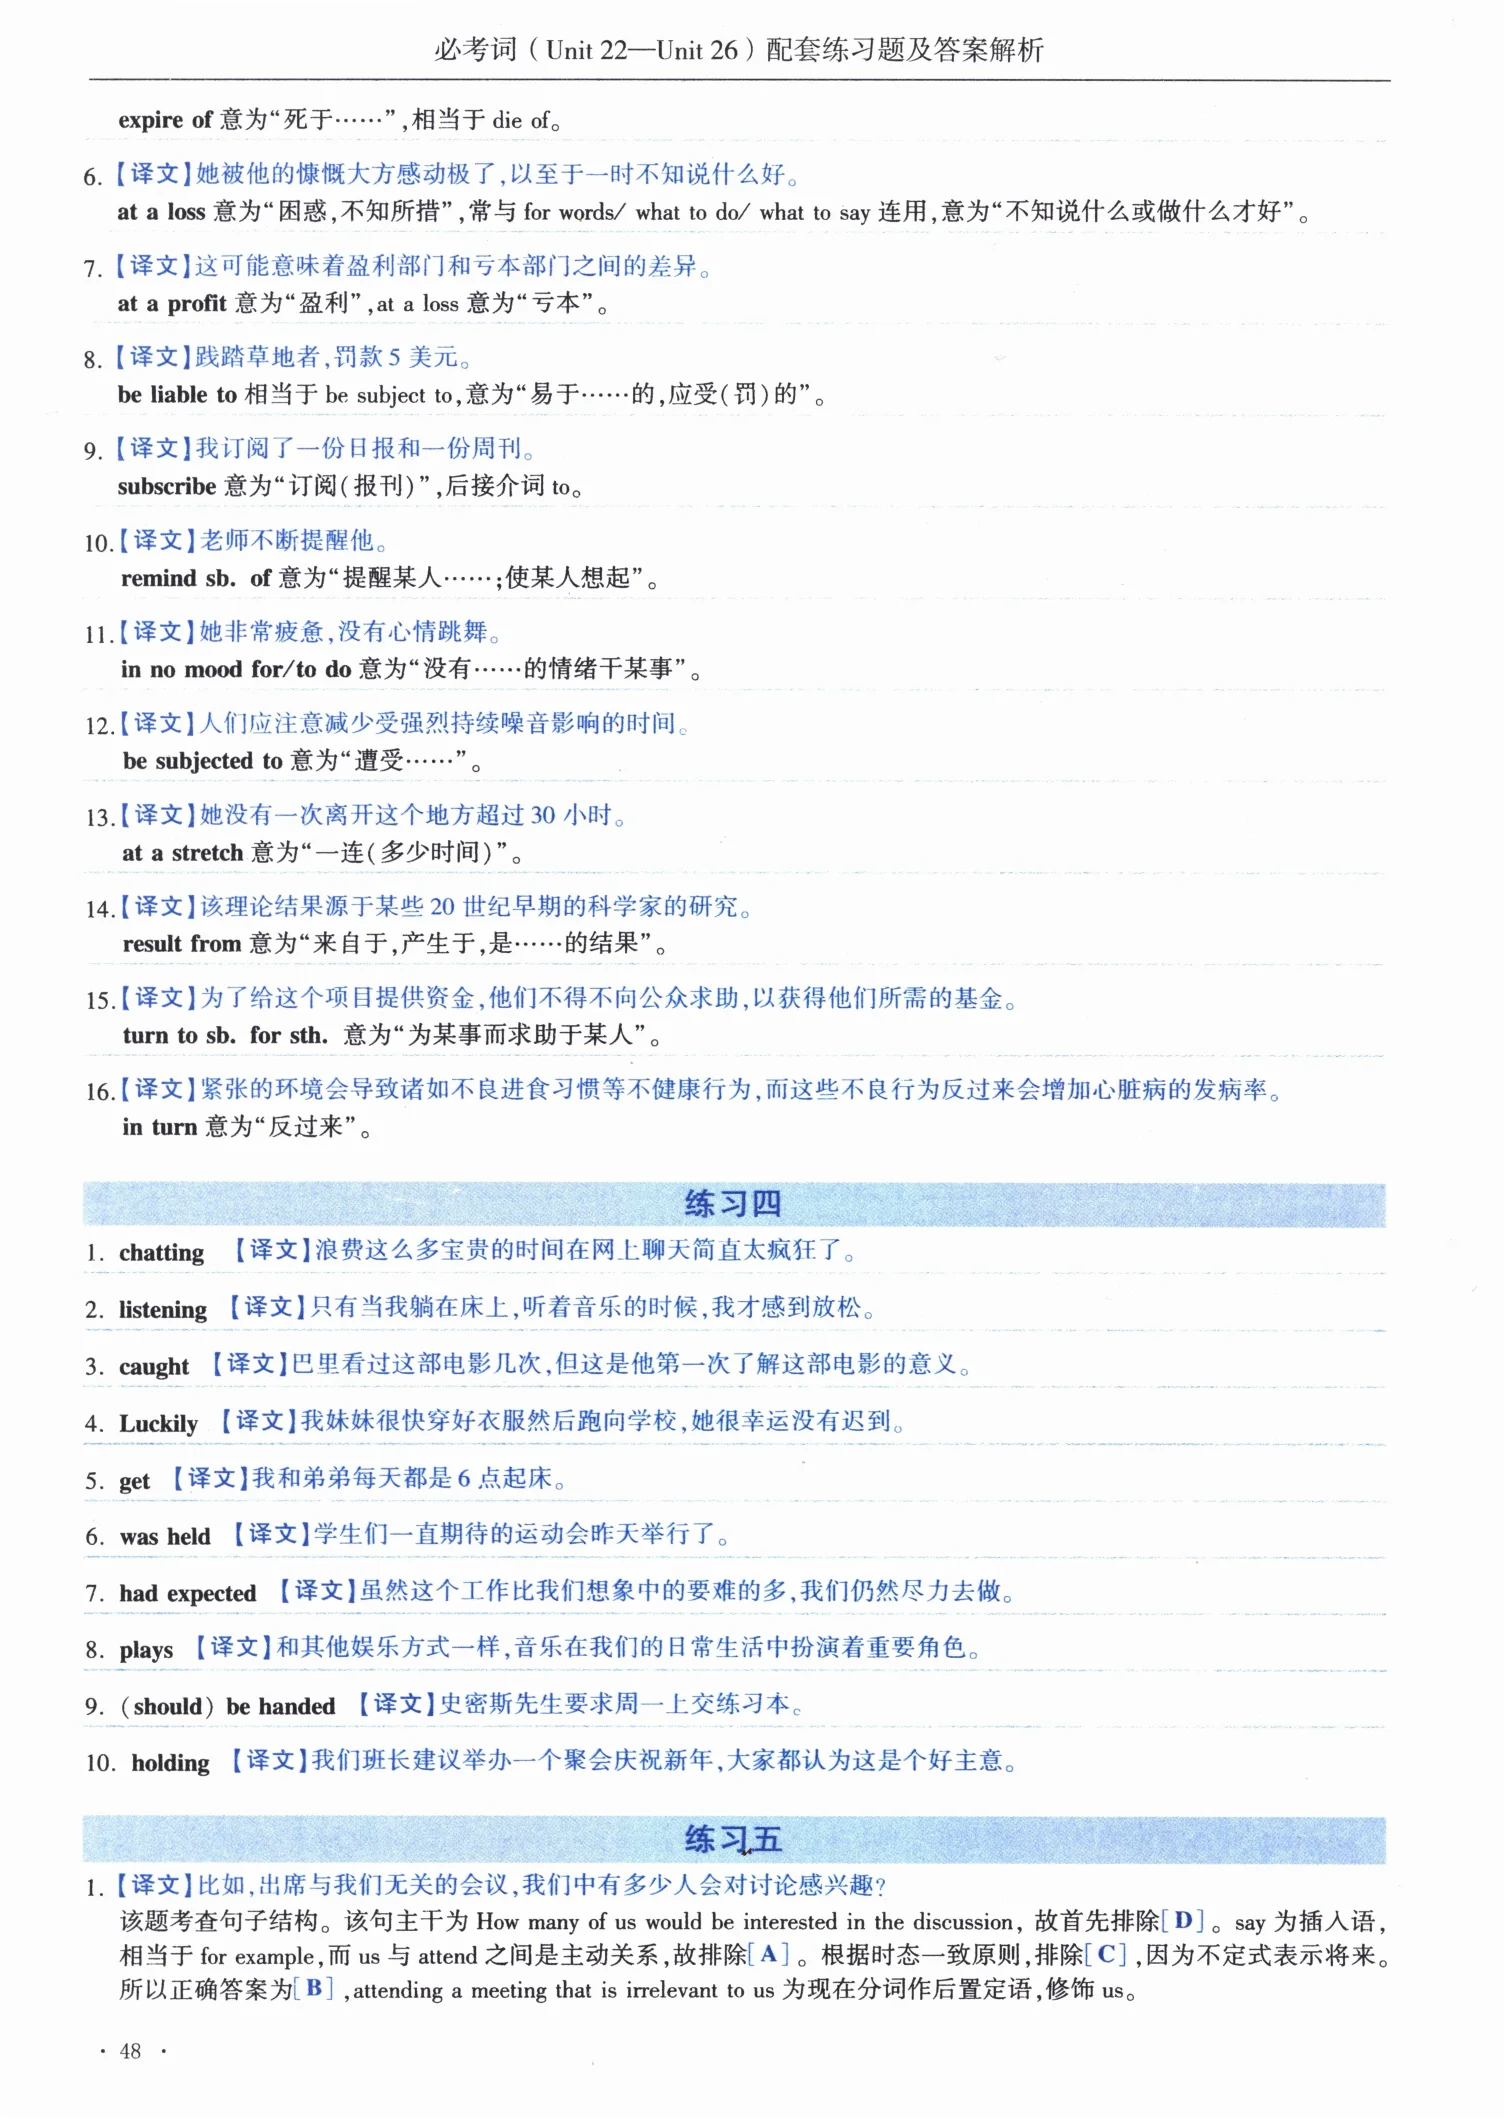 必考词（Unit 22—Unit 26）配套练习题及答案解析
expire of 意为“死于……”,相当于 die of。
6.【译文】她被他的慷慨大方感动极了,以至于一时不知说什么好。
at a loss 意为“困惑,不知所措”,常与 for words/ what to do/ what to say 连用,意为“不知说什么或做什么才好”。
7.【译文】这可能意味着盈利部门和亏本部门之间的差异。
at a profit 意为“盈利”,at a loss 意为“亏本”。
8.【译文】践踏草地者,罚款 5 美元。
be liable to 相当于 be subject to,意为“易于……的,应受(罚)的”。
9.【译文】我订阅了一份日报和一份周刊。
subscribe 意为“订阅(报刊)”,后接介词 to。
10.【译文】老师不断提醒他。
remind sb. of 意为“提醒某人……;使某人想起”。
11.【译文】她非常疲惫,没有心情跳舞。
in no mood for/to do 意为“没有……的情绪干某事”。
12.【译文】人们应注意减少受强烈持续噪音影响的时间。
be subjected to 意为“遭受……”。
13.【译文】她没有一次离开这个地方超过 30 小时。
at a stretch 意为“一连(多少时间)”。
14.【译文】该理论结果源于某些 20 世纪早期的科学家的研究。
result from 意为“来自于,产生于,是……的结果”。
15.【译文】为了给这个项目提供资金,他们不得不向公众求助,以获得他们所需的基金。
turn to sb. for sth. 意为“为某事而求助于某人”。
16.【译文】紧张的环境会导致诸如不良进食习惯等不健康行为,而这些不良行为反过来会增加心脏病的发病率。
in turn 意为“反过来”。
练习四
1. chatting 【译文】浪费这么多宝贵的时间在网上聊天简直太疯狂了。
2. listening 【译文】只有当我躺在床上,听着音乐的时候,我才感到放松。
3. caught 【译文】巴里看过这部电影几次,但这是他第一次了解这部电影的意义。
4. Luckily 【译文】我妹妹很快穿好衣服然后跑向学校,她很幸运没有迟到。
5. get 【译文】我和弟弟每天都是 6 点起床。
6. was held 【译文】学生们一直期待的运动会昨天举行了。
7. had expected 【译文】虽然这个工作比我们想象中的要难的多,我们仍然尽力去做。
8. plays 【译文】和其他娱乐方式一样,音乐在我们的日常生活中扮演着重要角色。
9. (should) be handed 【译文】史密斯先生要求周一上交练习本。
10. holding 【译文】我们班长建议举办一个聚会庆祝新年,大家都认为这是个好主意。
练习五
1.【译文】比如,出席与我们无关的会议,我们中有多少人会对讨论感兴趣?
该题考查句子结构。该句主干为 How many of us would be interested in the discussion, 故首先排除[ D ]。say 为插入语,
相当于 for example,而 us 与 attend 之间是主动关系,故排除[ A ]。根据时态一致原则,排除[ C ],因为不定式表示将来。
所以正确答案为[ B ],attending a meeting that is irrelevant to us 为现在分词作后置定语,修饰 us。
· 48 ·